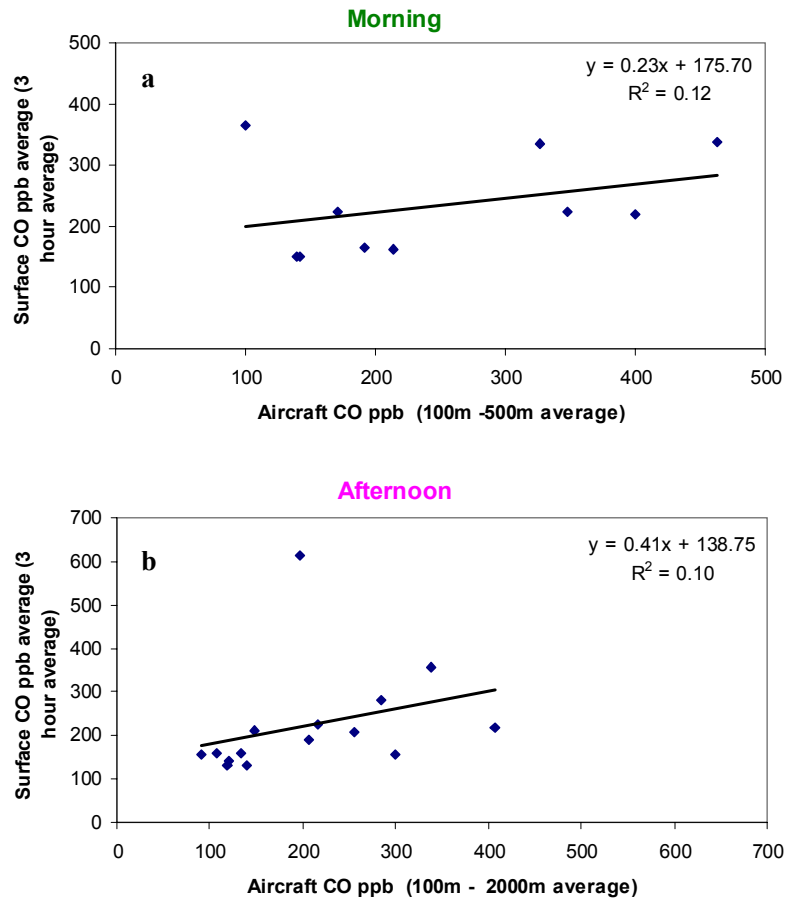 Morning
500
400
300
200
100
0
a
y = 0.23x + 175.70
R² = 0.12
Surface CO ppb average (3
hour average)
0 100 200 300 400 500
Aircraft CO ppb (100m -500m average)
Afternoon
700
600
500
400
300
200
100
0
b
y = 0.41x + 138.75
R² = 0.10
Surface CO ppb average (3
hour average)
0 100 200 300 400 500 600 700
Aircraft CO ppb (100m - 2000m average)